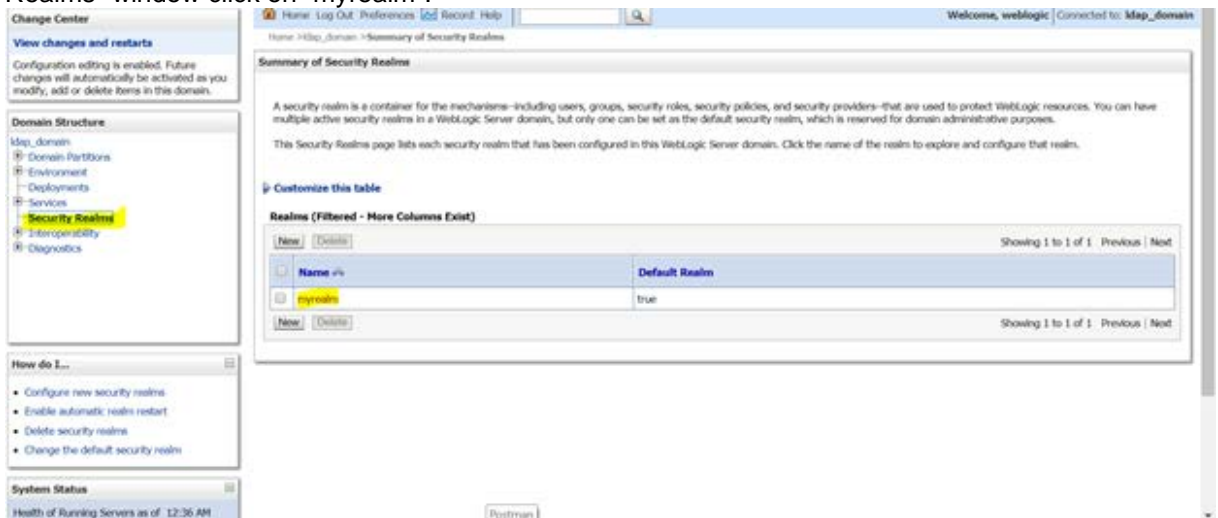 Realms" window click on "myrealm".
Change Center
View changes and restarts
Configuration editing is enabled. Future
changes will automatically be activated as you
modify, add or delete items in this domain.
Domain Structure
ldap_domain
Domain Partitions
Environment
Deployments
Services
Security Realms
Interoperability
Diagnostics
How do I...
Configure new security realms
Enable automatic realm restart
Delete security realms
Change the default security realm
System Status
Health of Running Servers as of 12:36 AM
Home Log Out Preferences Record Help
Welcome, weblogic Connected to: ldap_domain
Home >ldap_domain >Summary of Security Realms
Summary of Security Realms
A security realm is a container for the mechanisms--including users, groups, security roles, security policies, and security providers--that are used to protect WebLogic resources. You can have
multiple active security realms in a WebLogic Server domain, but only one can be set as the default security realm, which is reserved for domain administrative purposes.
This Security Realms page lists each security realm that has been configured in this WebLogic Server domain. Click the name of the realm to explore and configure that realm.
Customize this table
Realms (Filtered - More Columns Exist)
New Delete Showing 1 to 1 of 1 Previous | Next
Name Default Realm
myrealm true
New Delete Showing 1 to 1 of 1 Previous | Next
Postman